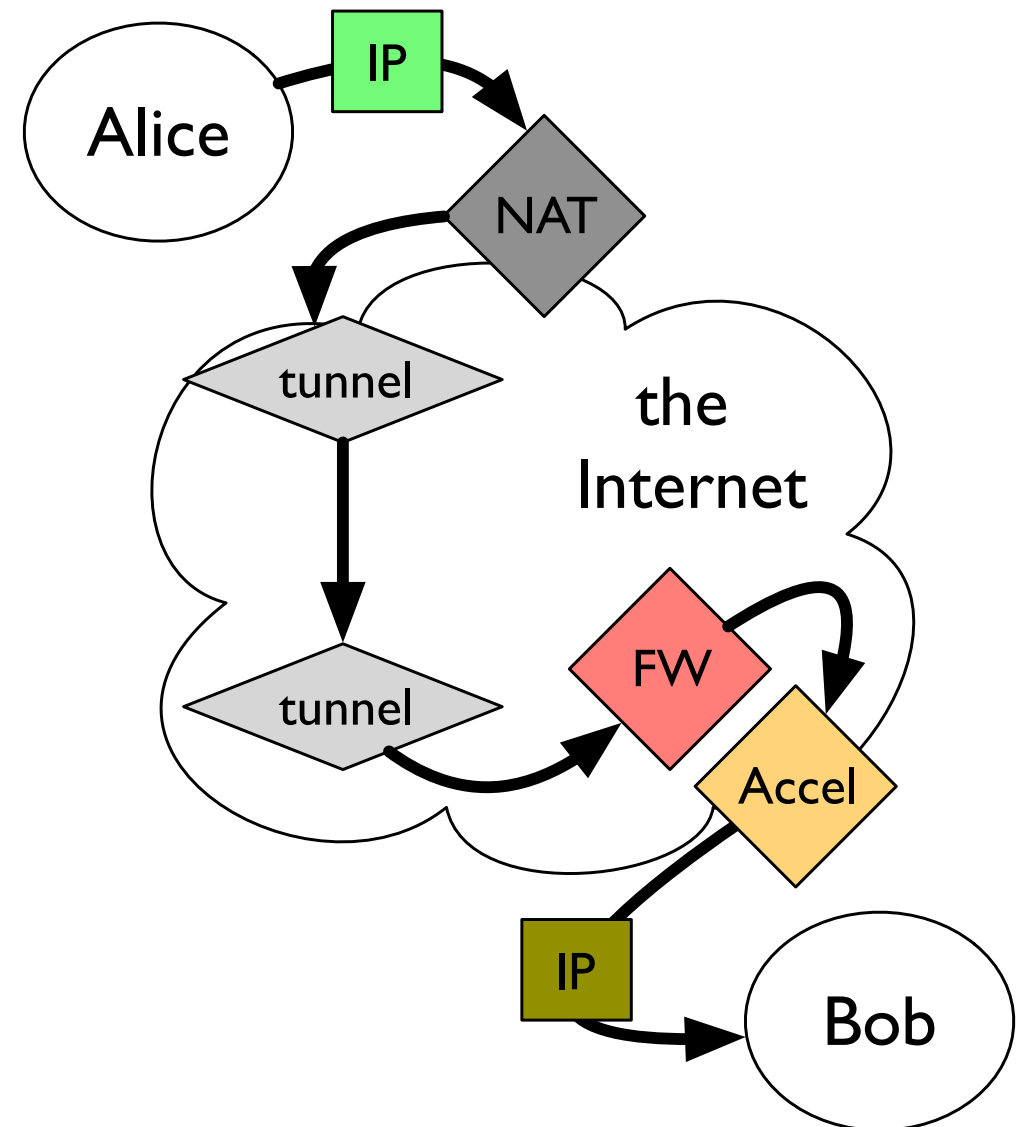 IP
Alice
NAT
tunnel
the
Internet
tunnel
FW
Accel
IP
Bob